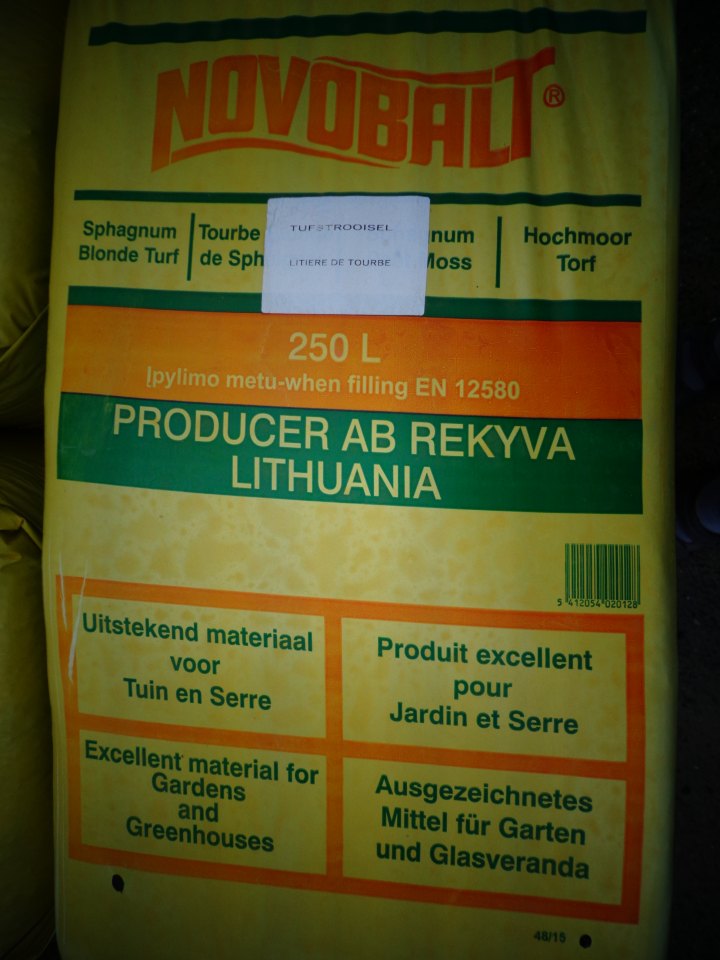 NOVOBALT®
Sphagnum
Blonde Turf
Tourbe
de Sph
TUFSTROOISEL
LITIERE DE TOURBE
num
Moss
Hochmoor
Torf
250 L
Įpylimo metu-when filling EN 12580
PRODUCER AB REKYVA
LITHUANIA
5 412054 020128
Uitstekend materiaal
voor
Tuin en Serre
Produit excellent
pour
Jardin et Serre
Excellent material for
Gardens
and
Greenhouses
Ausgezeichnetes
Mittel für Garten
und Glasveranda
48/15